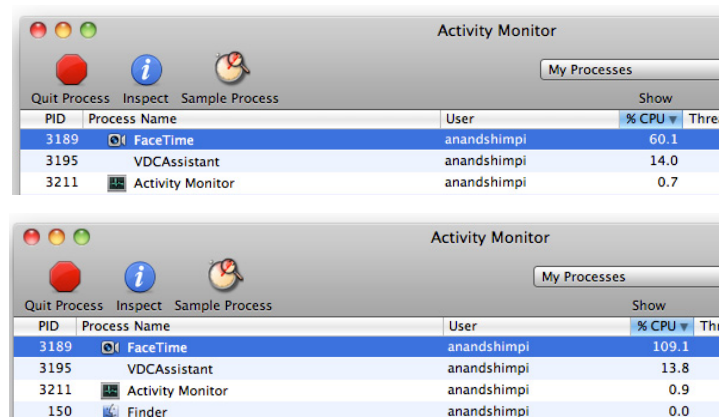 Activity Monitor
My Processes
Quit Process Inspect Sample Process Show
PID Process Name User % CPU Thre
3189 FaceTime anandshimpi 60.1
3195 VDCAssistant anandshimpi 14.0
3211 Activity Monitor anandshimpi 0.7
Activity Monitor
My Processes
Quit Process Inspect Sample Process Show
PID Process Name User % CPU Thr
3189 FaceTime anandshimpi 109.1
3195 VDCAssistant anandshimpi 13.8
3211 Activity Monitor anandshimpi 0.9
150 Finder anandshimpi 0.0